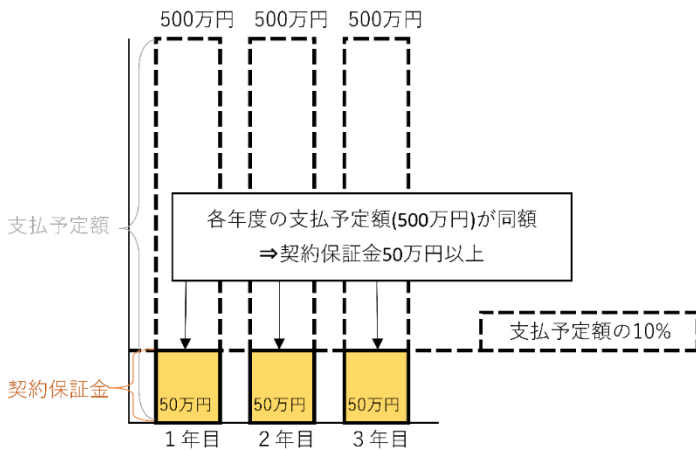 500万円 500万円 500万円
支払予定額
各年度の支払予定額(500万円)が同額
⇒契約保証金50万円以上
支払予定額の10%
契約保証金
50万円 50万円 50万円
1年目 2年目 3年目